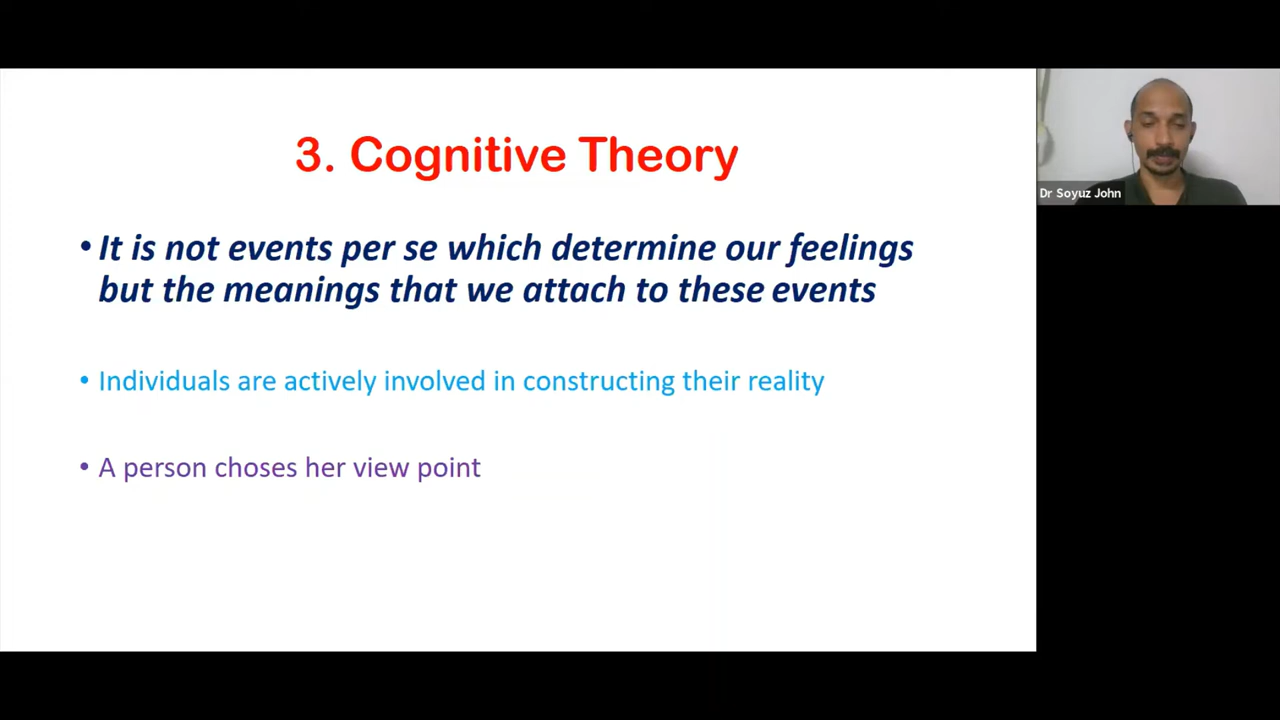 3. Cognitive Theory
• It is not events per se which determine our feelings
but the meanings that we attach to these events
• Individuals are actively involved in constructing their reality
• A person choses her view point
Dr Soyuz John